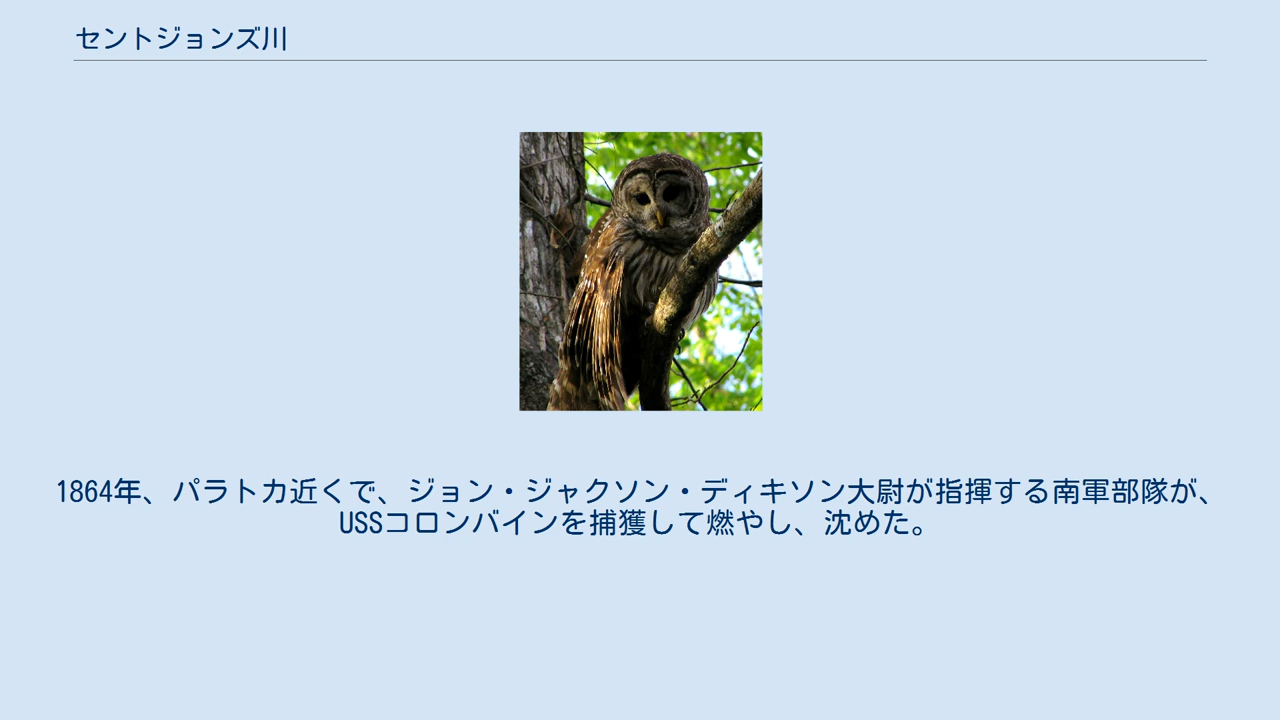 セントジョンズ川
1864年、パラトカ近くで、ジョン・ジャクソン・ディキソン大尉が指揮する南軍部隊が、
USSコロンバインを捕獲して燃やし、沈めた。